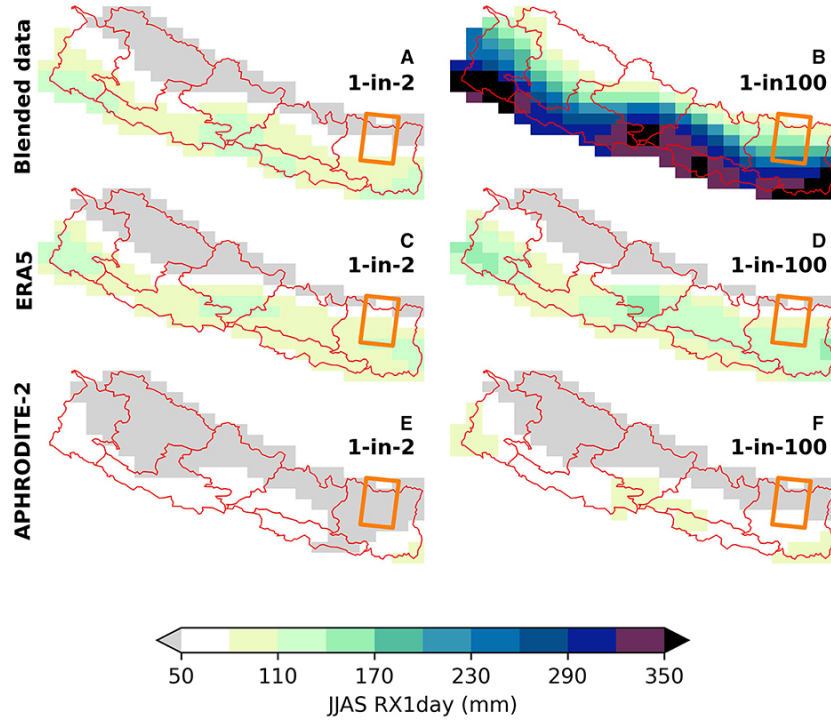 Blended data
A
1-in-2
B
1-in100
ERA5
C
1-in-2
D
1-in-100
APHRODITE-2
E
1-in-2
F
1-in-100
50 110 170 230 290 350
JJAS RX1day (mm)